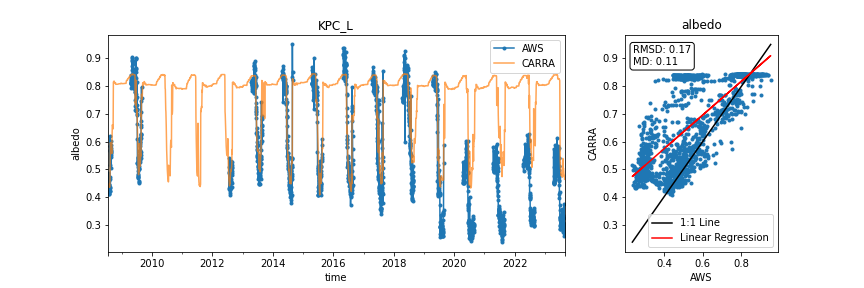 KPC_L
albedo
0.9
0.8
0.7
0.6
0.5
0.4
0.3
albedo
AWS
CARRA
2010
2012
2014
2016
2018
2020
2022
time
albedo
RMSD: 0.17
MD: 0.11
0.9
0.8
0.7
0.6
0.5
0.4
0.3
CARRA
1:1 Line
Linear Regression
0.4
0.6
0.8
AWS